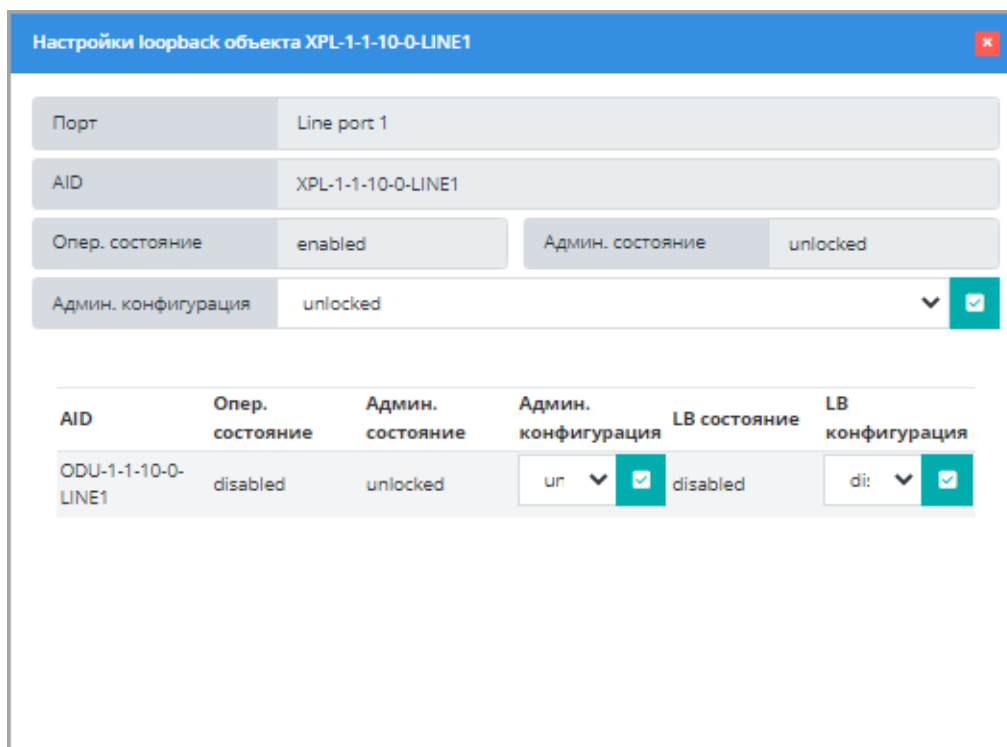 Настройки loopback объекта XPL-1-1-10-0-LINE1
Порт Line port 1
AID XPL-1-1-10-0-LINE1
Опер. состояние enabled Админ. состояние unlocked
Админ. конфигурация unlocked
AID Опер. состояние Админ. состояние Админ. конфигурация LB состояние LB конфигурация
ODU-1-1-10-0-LINE1 disabled unlocked un disabled dis